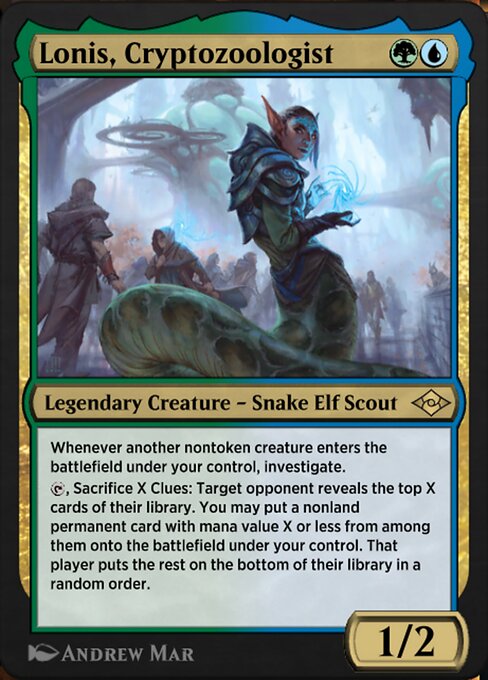 Lonis, Cryptozoologist
Legendary Creature – Snake Elf Scout
Whenever another nontoken creature enters the
battlefield under your control, investigate.
, Sacrifice X Clues: Target opponent reveals the top X
cards of their library. You may put a nonland
permanent card with mana value X or less from among
them onto the battlefield under your control. That
player puts the rest on the bottom of their library in a
random order.
1/2
Andrew Mar